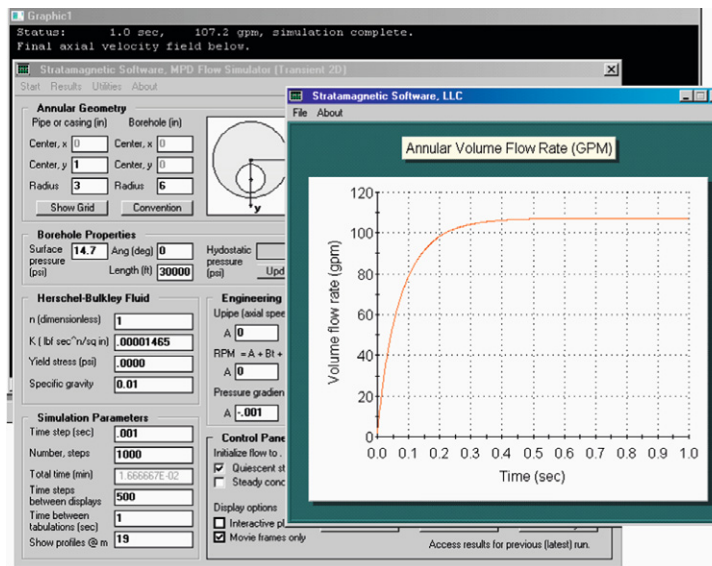 Graphic1
Status: 1.0 sec, 107.2 gpm, simulation complete.
Final axial velocity field below.
Stratamagnetic Software, MPD Flow Simulator (Transient 2D)
Start Results Utilities About
Annular Geometry
Pipe or casing (in) Borehole (in)
Center, x 0 Center, x 0
Center, y 1 Center, y 0
Radius 3 Radius 6
Show Grid Convention
y
Borehole Properties
Surface pressure (psi) 14.7 Ang (deg) 0
Length (ft) 30000
Hydostatic pressure (psi)
Herschel-Bulkley Fluid
n (dimensionless) 1
K ( lbf sec^n/sq in) .00001465
Yield stress (psi) .0000
Specific gravity 0.01
Engineering
Upipe (axial spee
A 0
RPM = A + Bt +
A 0
Pressure gradien
A -.001
Simulation Parameters
Time step (sec) .001
Number, steps 1000
Total time (min) 1.666667E-02
Time steps between displays 500
Time between tabulations (sec) 1
Show profiles @ m 19
Control Pane
Initialize flow to .
Quiescent st
Steady conc
Display options
Interactive pl
Movie frames only
Access results for previous (latest) run.
Stratamagnetic Software, LLC
File About
Annular Volume Flow Rate (GPM)
Volume flow rate (gpm)
120
100
80
60
40
20
0
0.0 0.1 0.2 0.3 0.4 0.5 0.6 0.7 0.8 0.9 1.0
Time (sec)